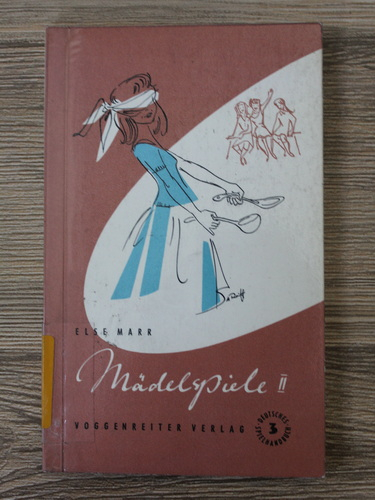 ELSE MARR
Mädelspiele II
VOGGENREITER VERLAG
DEUTSCHES
SPIELHANDBUCH
3